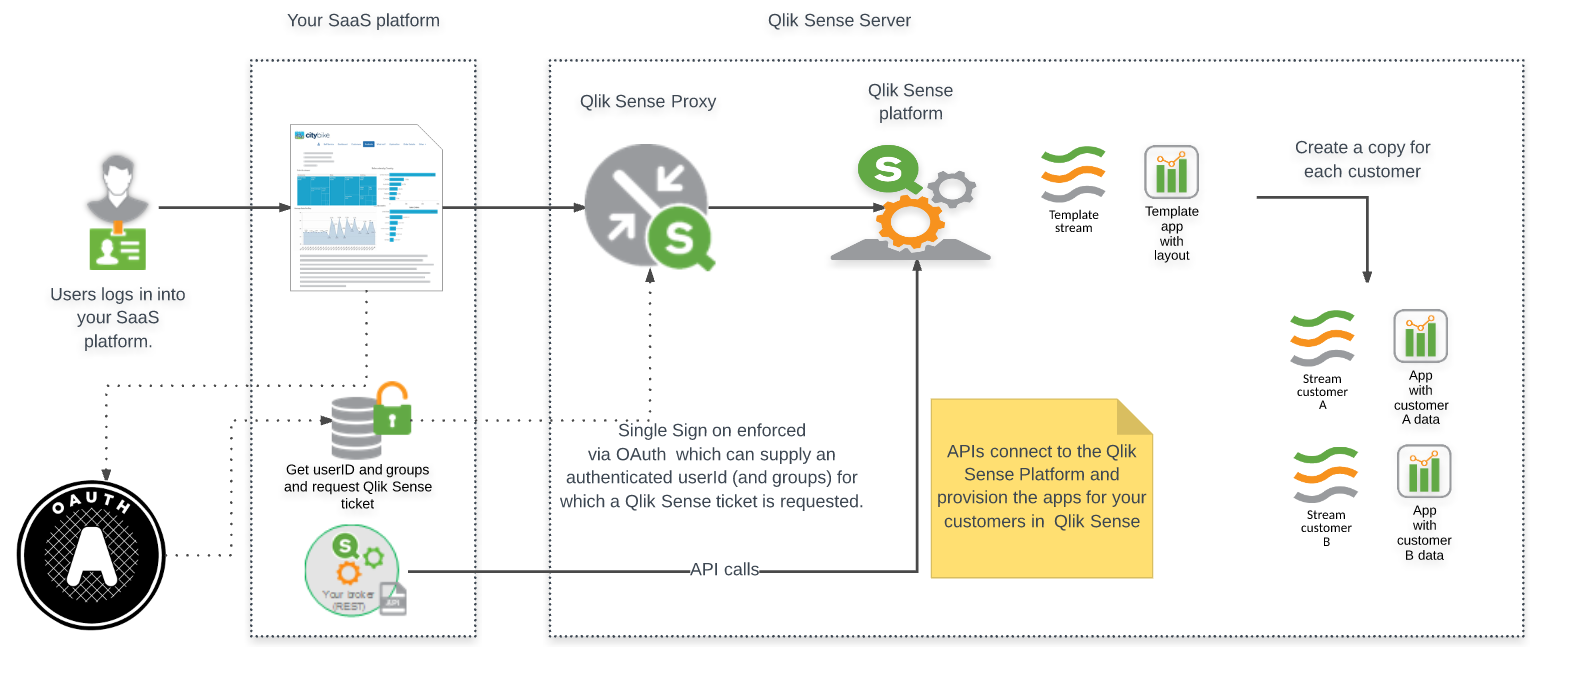 Your SaaS platform
Qlik Sense Server
Qlik Sense Proxy
Qlik Sense
platform
citybike
Users logs in into
your SaaS
platform.
Template
stream
Template
app
with
layout
Create a copy for
each customer
Stream
customer
A
App
with
customer
A data
Stream
customer
B
App
with
customer
B data
OAUTH
A
Get userID and groups
and request Qlik Sense
ticket
S
S
S
Your broker
(REST)
API
API calls
Single Sign on enforced
via OAuth which can supply an
authenticated userId (and groups) for
which a Qlik Sense ticket is requested.
APIs connect to the Qlik
Sense Platform and
provision the apps for your
customers in Qlik Sense